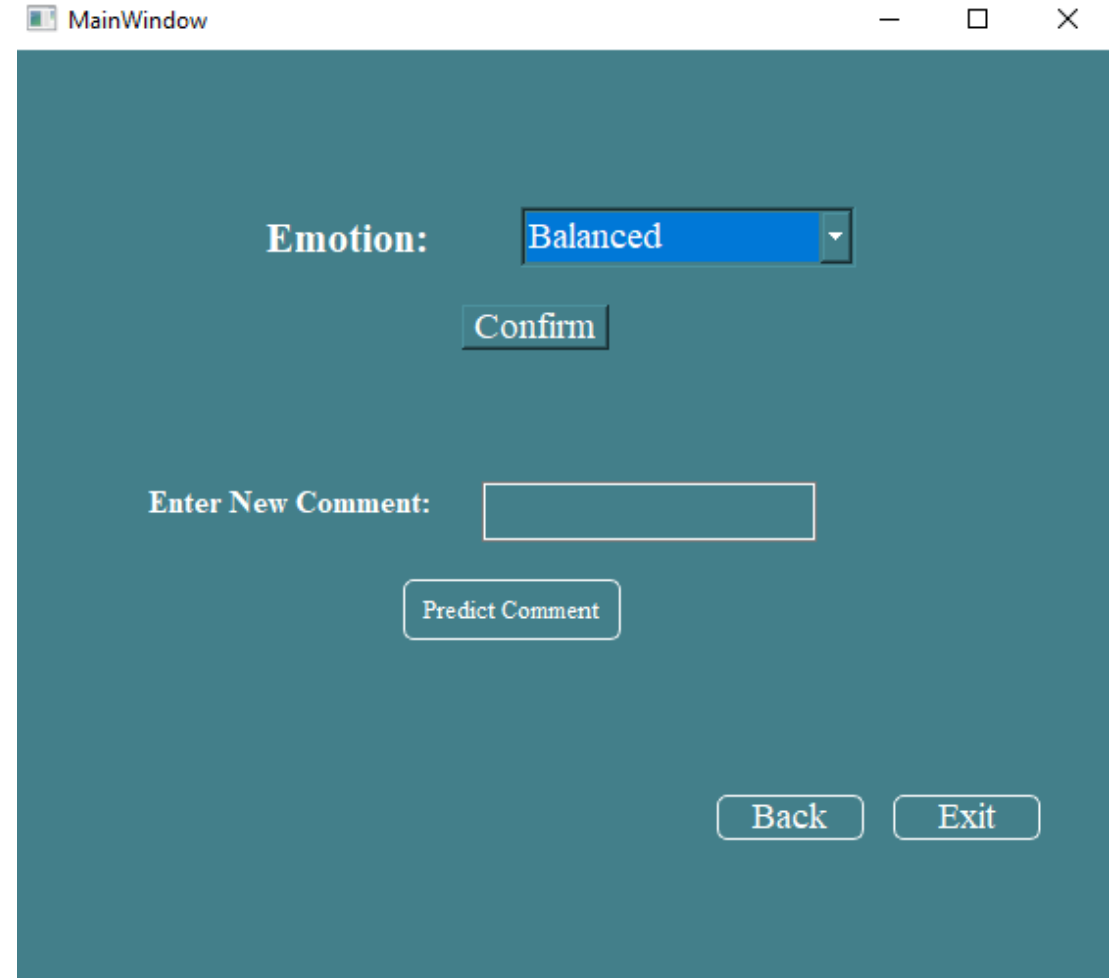 MainWindow
Emotion: Balanced
Confirm
Enter New Comment:
Predict Comment
Back Exit